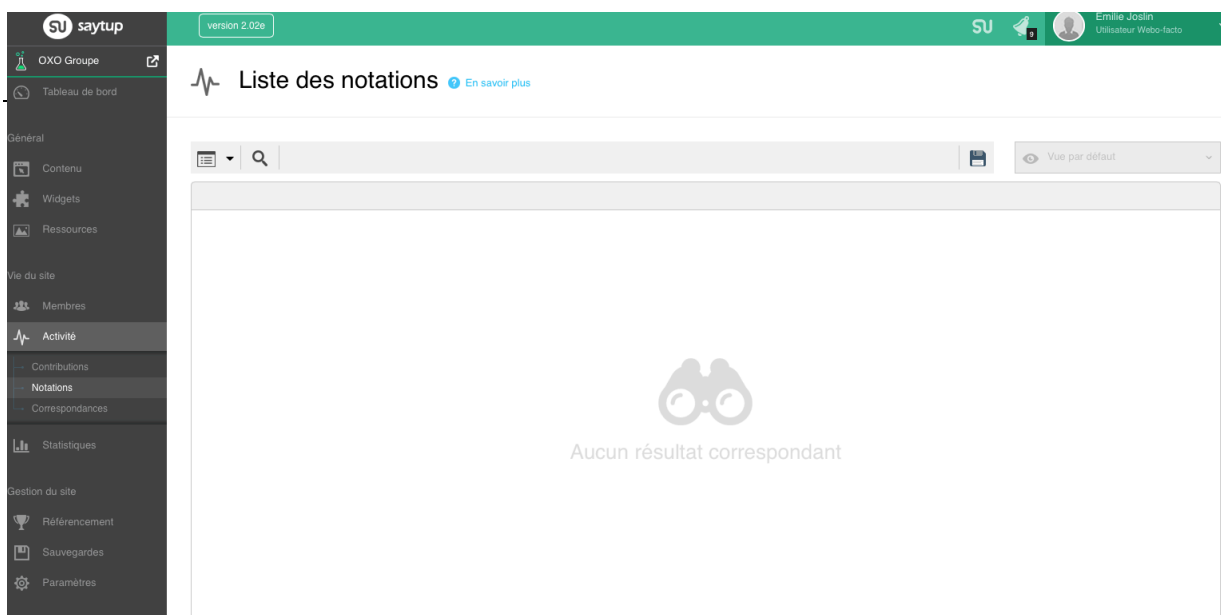 SU saytup
version 2.02e
SU
9
Emilie Joslin
Utilisateur Webo-facto
OXO Groupe
Tableau de bord
Général
Contenu
Widgets
Ressources
Vie du site
Membres
Activité
Contributions
Notations
Correspondances
Statistiques
Gestion du site
Référencement
Sauvegardes
Paramètres
Liste des notations ? En savoir plus
Vue par défaut
Aucun résultat correspondant